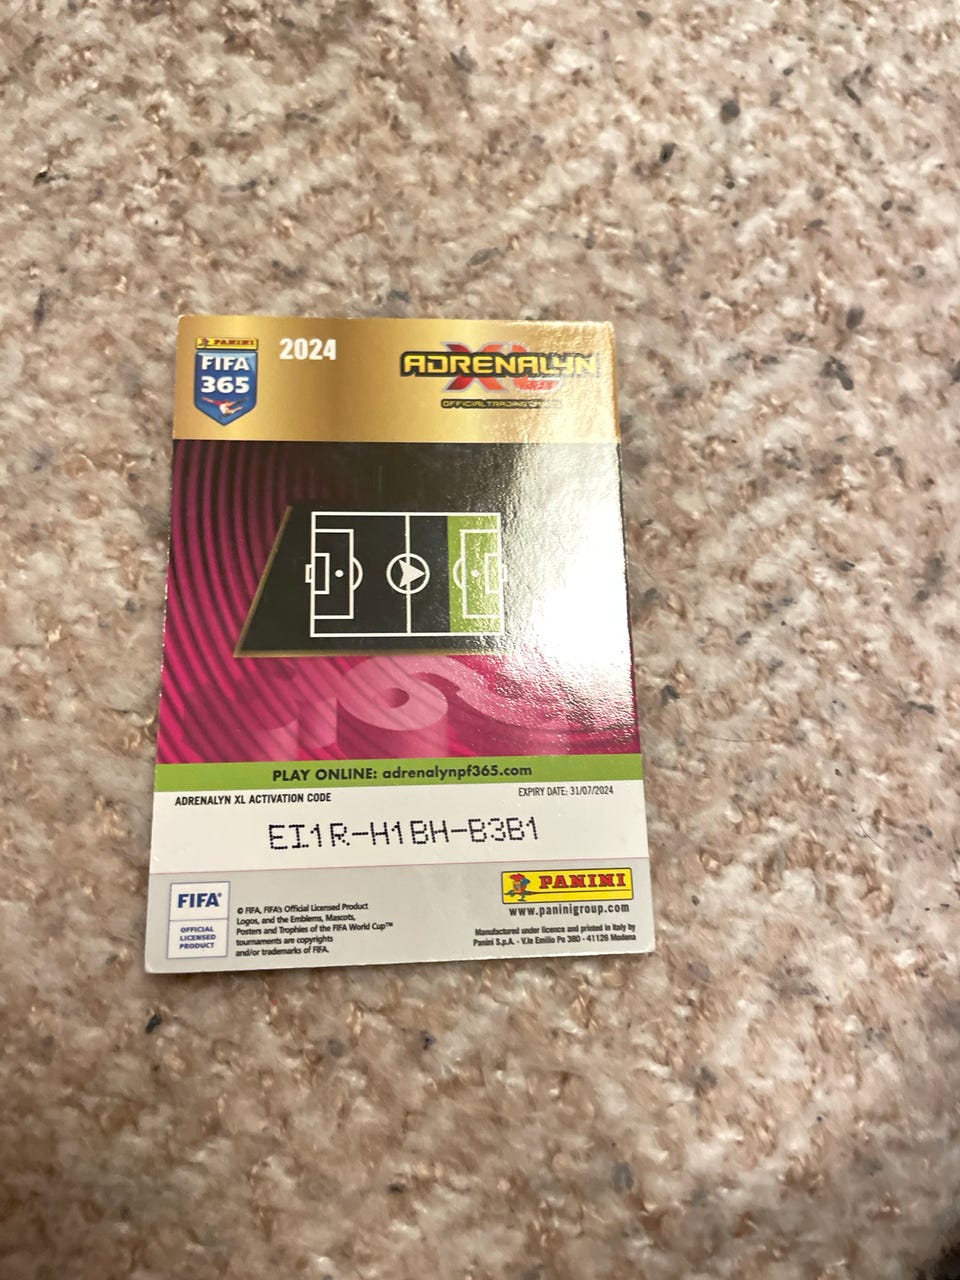 PANINI
FIFA
365
2024
ADRENALYN
XL
OFFICIAL TRADING
PLAY ONLINE: adrenalynpf365.com
ADRENALYN XL ACTIVATION CODE
EXPIRY DATE: 31/07/2024
EI1R-H1BH-B3B1
FIFA®
OFFICIAL
LICENSED
PRODUCT
© FIFA, FIFA's Official Licensed Product
Logos, and the Emblems, Mascots,
Posters and Trophies of the FIFA World Cup™
tournaments are copyrights
and/or trademarks of FIFA.
PANINI
www.paninigroup.com
Manufactured under licence and printed in Italy by
Panini S.p.A. - V.le Emilio Po 380 - 41126 Modena